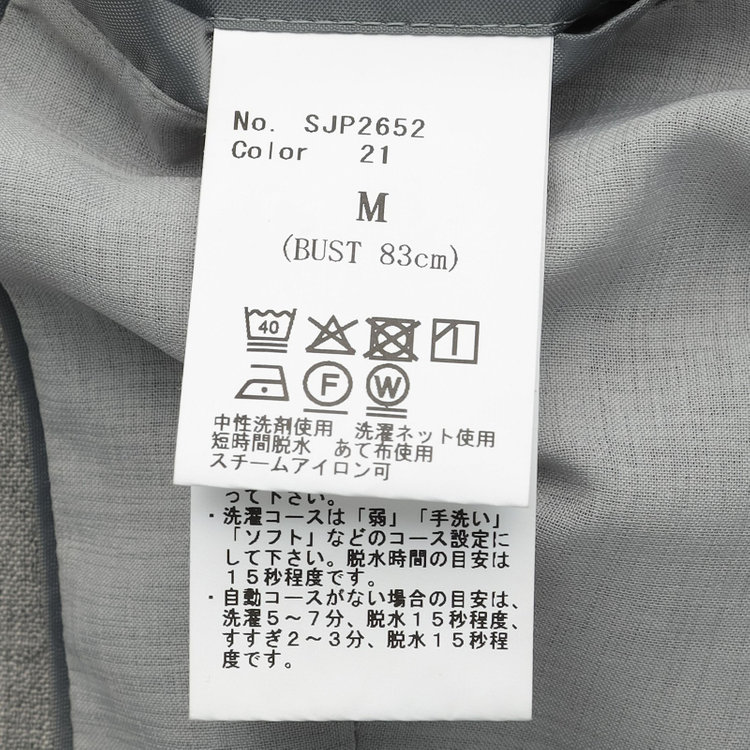 No. SJP2652
Color 21
M
(BUST 83cm)
40
F W
中性洗剤使用 洗濯ネット使用
短時間脱水 あて布使用
スチームアイロン可
って下さい。
・洗濯コースは「弱」「手洗い」
「ソフト」などのコース設定に
して下さい。脱水時間の目安は
15秒程度です。
・自動コースがない場合の目安は、
洗濯5～7分、脱水15秒程度、
すすぎ2～3分、脱水15秒程
度です。